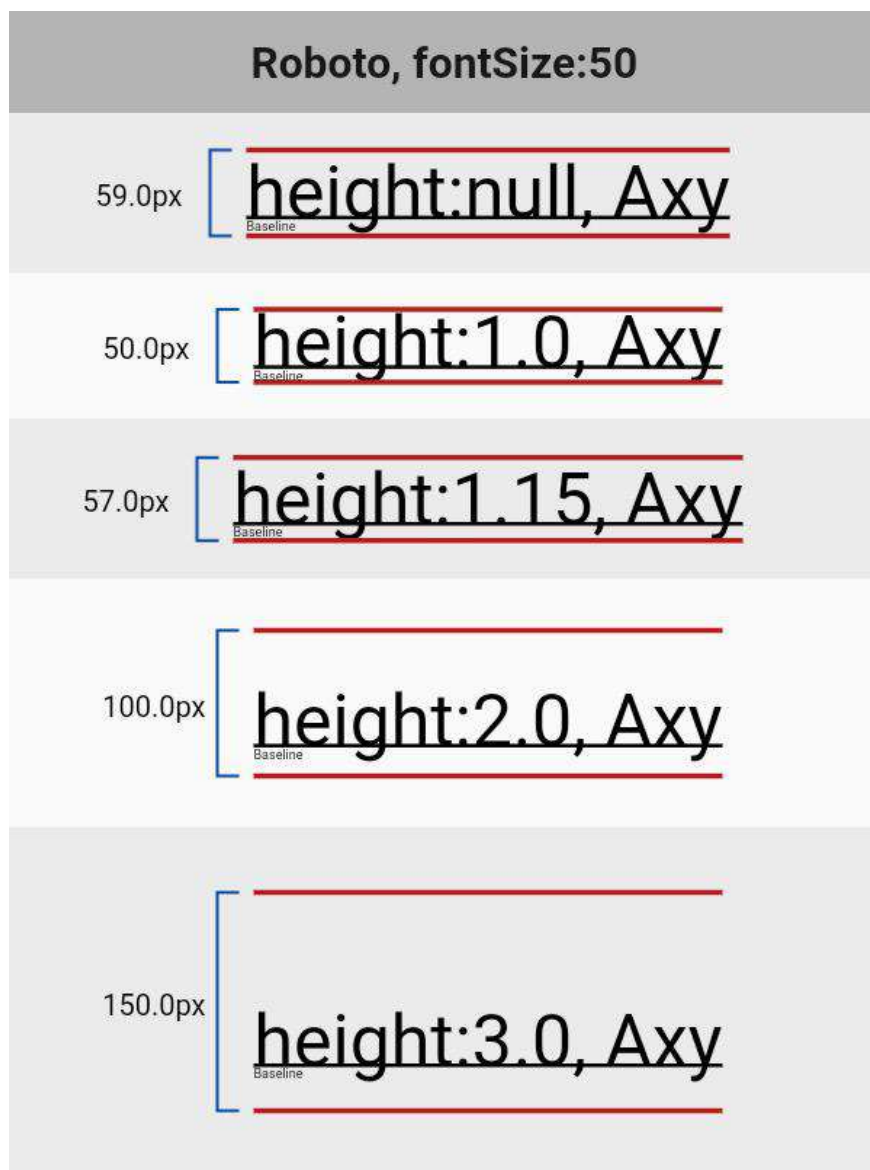 Roboto, fontSize:50
59.0px
height:null, Axy
Baseline
50.0px
height:1.0, Axy
Baseline
57.0px
height:1.15, Axy
Baseline
100.0px
height:2.0, Axy
Baseline
150.0px
height:3.0, Axy
Baseline